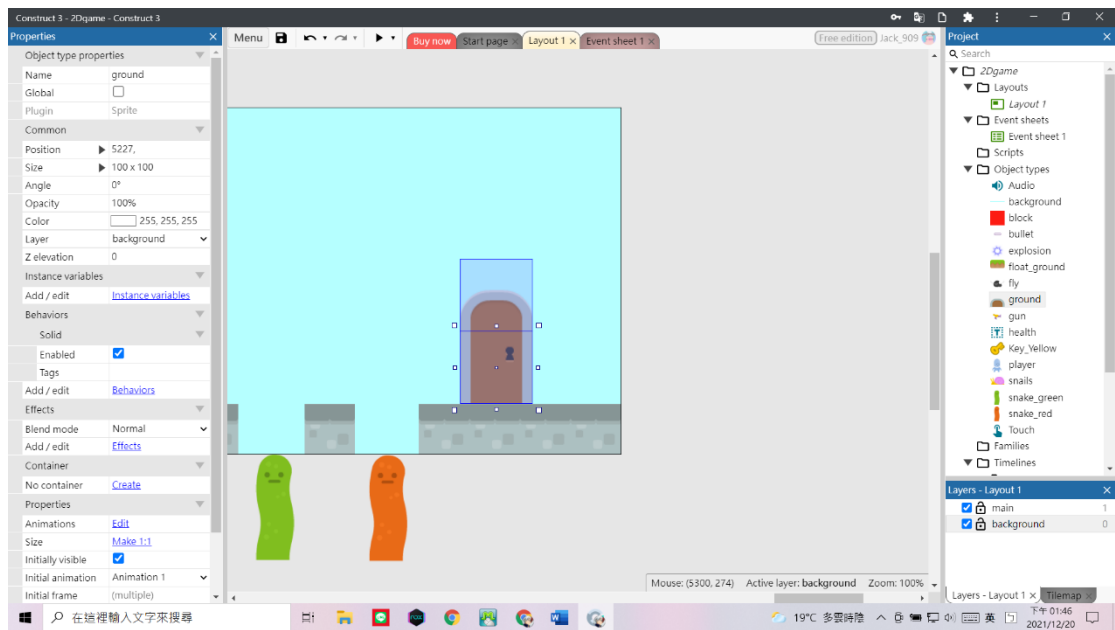 Construct 3 - 2Dgame - Construct 3
Properties
Object type properties
Name ground
Global
Plugin Sprite
Common
Position 5227,
Size 100 x 100
Angle 0°
Opacity 100%
Color 255, 255, 255
Layer background
Z elevation 0
Instance variables
Add / edit Instance variables
Behaviors
Solid
Enabled
Tags
Add / edit Behaviors
Effects
Blend mode Normal
Add / edit Effects
Container
No container Create
Properties
Animations Edit
Size Make 1:1
Initially visible
Initial animation Animation 1
Initial frame (multiple)
Menu
Buy now Start page Layout 1 Event sheet 1
Free edition Jack_909
Mouse: (5300, 274) Active layer: background Zoom: 100%
Project
Search
2Dgame
Layouts
Layout 1
Event sheets
Event sheet 1
Scripts
Object types
Audio
background
block
bullet
explosion
float_ground
fly
ground
gun
health
Key_Yellow
player
snails
snake_green
snake_red
Touch
Families
Timelines
Layers - Layout 1
main 1
background 0
Layers - Layout 1 Tilemap
在這裡輸入文字來搜尋
19°C 多雲時陰
英
下午 01:46
2021/12/20